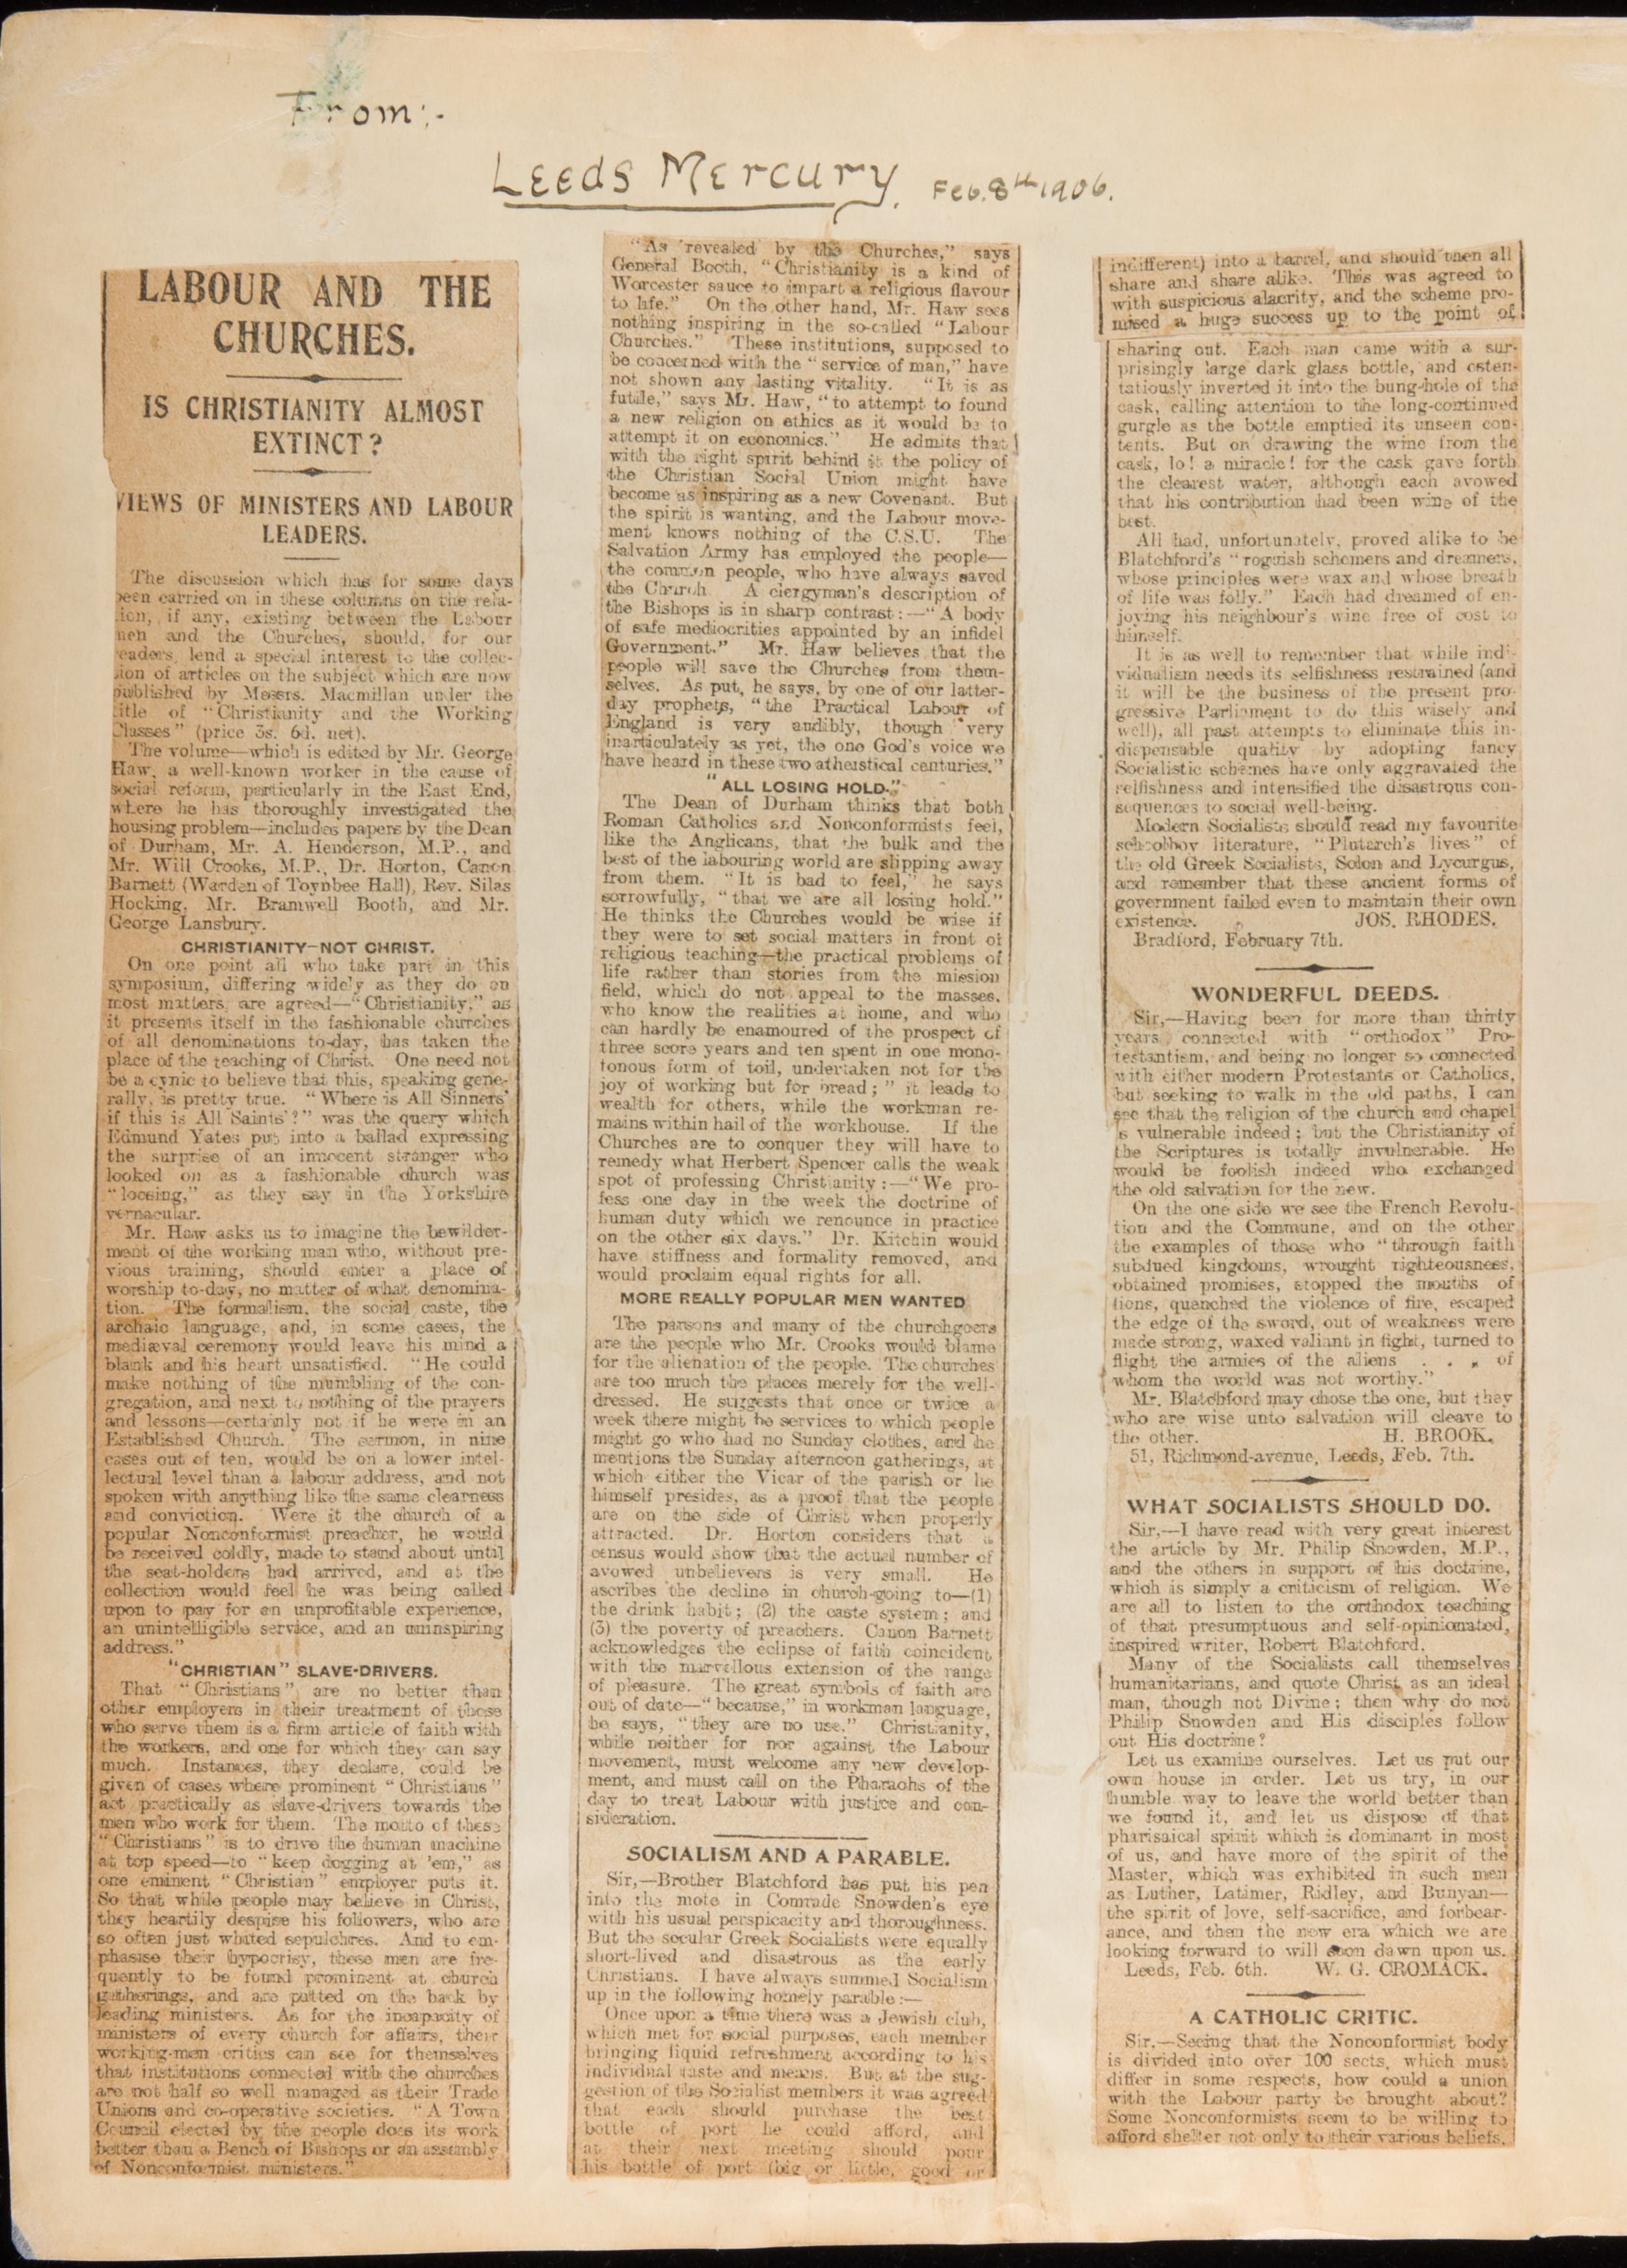 From:-
Leeds Mercury. Feb. 8th 1906.
LABOUR AND THE
CHURCHES.
IS CHRISTIANITY ALMOST
EXTINCT?
VIEWS OF MINISTERS AND LABOUR
LEADERS.
The discussion which has for some days
been carried on in these columns on the rela-
tion, if any, existing between the Labour
men and the Churches, should, for our
readers, lend a special interest to the collec-
tion of articles on the subject which are now
published by Messrs. Macmillan under the
title of "Christianity and the Working
Classes" (price 3s. 6d. net).
The volume—which is edited by Mr. George
Haw, a well-known worker in the cause of
social reform, particularly in the East End,
where he has thoroughly investigated the
housing problem—includes papers by the Dean
of Durham, Mr. A. Henderson, M.P., and
Mr. Will Crooks, M.P., Dr. Horton, Canon
Barnett (Warden of Toynbee Hall), Rev. Silas
Hocking, Mr. Bramwell Booth, and Mr.
George Lansbury.
CHRISTIANITY—NOT CHRIST.
On one point all who take part in this
symposium, differing widely as they do on
most matters, are agreed—"Christianity," as
it presents itself in the fashionable churches
of all denominations to-day, has taken the
place of the teaching of Christ. One need not
be a cynic to believe that this, speaking gene-
rally, is pretty true. "Where is All Sinners'
if this is All Saints'?" was the query which
Edmund Yates put into a ballad expressing
the surprise of an innocent stranger who
looked on as a fashionable church was
"loosing," as they say in the Yorkshire
vernacular.
Mr. Haw asks us to imagine the bewilder-
ment of the working man who, without pre-
vious training, should enter a place of
worship to-day, no matter of what denomina-
tion. The formalism, the social caste, the
archaic language, and, in some cases, the
mediæval ceremony would leave his mind a
blank and his heart unsatisfied. "He could
make nothing of the mumbling of the con-
gregation, and next to nothing of the prayers
and lessons—certainly not if he were in an
Established Church. The sermon, in nine
cases out of ten, would be on a lower intel-
lectual level than a labour address, and not
spoken with anything like the same clearness
and conviction. Were it the church of a
popular Nonconformist preacher, he would
be received coldly, made to stand about until
the seat-holders had arrived, and at the
collection would feel he was being called
upon to pay for an unprofitable experience,
an unintelligible service, and an uninspiring
address."
"CHRISTIAN" SLAVE-DRIVERS.
That "Christians" are no better than
other employers in their treatment of those
who serve them is a firm article of faith with
the workers, and one for which they can say
much. Instances, they declare, could be
given of cases where prominent "Christians"
act practically as slave-drivers towards the
men who work for them. The motto of these
"Christians" is to drive the human machine
at top speed—to "keep dogging at 'em," as
one eminent "Christian" employer puts it.
So that while people may believe in Christ,
they heartily despise his followers, who are
so often just whited sepulchres. And to em-
phasise their hypocrisy, these men are fre-
quently to be found prominent at church
gatherings, and are patted on the back by
leading ministers. As for the incapacity of
ministers of every church for affairs, their
working-men critics can see for themselves
that institutions connected with the churches
are not half so well managed as their Trade
Unions and co-operative societies. "A Town
Council elected by the people does its work
better than a Bench of Bishops or an assembly
of Nonconformist ministers."
"As revealed by the Churches," says
General Booth, "Christianity is a kind of
Worcester sauce to impart a religious flavour
to life." On the other hand, Mr. Haw sees
nothing inspiring in the so-called "Labour
Churches." These institutions, supposed to
be concerned with the "service of man," have
not shown any lasting vitality. "It is as
futile," says Mr. Haw, "to attempt to found
a new religion on ethics as it would be to
attempt it on economics." He admits that
with the right spirit behind it the policy of
the Christian Social Union might have
become as inspiring as a new Covenant. But
the spirit is wanting, and the Labour move-
ment knows nothing of the C.S.U. The
Salvation Army has employed the people—
the common people, who have always saved
the Church. A clergyman's description of
the Bishops is in sharp contrast:—"A body
of safe mediocrities appointed by an infidel
Government." Mr. Haw believes that the
people will save the Churches from them-
selves. As put, he says, by one of our latter-
day prophets, "the Practical Labour of
England is very audibly, though very
inarticulately as yet, the one God's voice we
have heard in these two atheistical centuries."
"ALL LOSING HOLD."
The Dean of Durham thinks that both
Roman Catholics and Nonconformists feel,
like the Anglicans, that the bulk and the
best of the labouring world are slipping away
from them. "It is bad to feel," he says
sorrowfully, "that we are all losing hold."
He thinks the Churches would be wise if
they were to set social matters in front of
religious teaching—the practical problems of
life rather than stories from the mission
field, which do not appeal to the masses,
who know the realities at home, and who
can hardly be enamoured of the prospect of
three score years and ten spent in one mono-
tonous form of toil, undertaken not for the
joy of working but for bread;" it leads to
wealth for others, while the workman re-
mains within hail of the workhouse. If the
Churches are to conquer they will have to
remedy what Herbert Spencer calls the weak
spot of professing Christianity:—"We pro-
fess one day in the week the doctrine of
human duty which we renounce in practice
on the other six days." Dr. Kitchin would
have stiffness and formality removed, and
would proclaim equal rights for all.
MORE REALLY POPULAR MEN WANTED
The parsons and many of the churchgoers
are the people who Mr. Crooks would blame
for the alienation of the people. The churches
are too much the places merely for the well-
dressed. He suggests that once or twice a
week there might be services to which people
might go who had no Sunday clothes, and he
mentions the Sunday afternoon gatherings, at
which either the Vicar of the parish or he
himself presides, as a proof that the people
are on the side of Christ when properly
attracted. Dr. Horton considers that a
census would show that the actual number of
avowed unbelievers is very small. He
ascribes the decline in church-going to—(1)
the drink habit; (2) the caste system; and
(3) the poverty of preachers. Canon Barnett
acknowledges the eclipse of faith coincident
with the marvellous extension of the range
of pleasure. The great symbols of faith are
out of date—"because," in workman language,
he says, "they are no use." Christianity,
while neither for nor against the Labour
movement, must welcome any new develop-
ment, and must call on the Pharaohs of the
day to treat Labour with justice and con-
sideration.
SOCIALISM AND A PARABLE.
Sir,—Brother Blatchford has put his pen
into the mote in Comrade Snowden's eye
with his usual perspicacity and thoroughness.
But the secular Greek Socialists were equally
short-lived and disastrous as the early
Christians. I have always summed Socialism
up in the following homely parable:—
Once upon a time there was a Jewish club,
which met for social purposes, each member
bringing liquid refreshment according to his
individual taste and means. But at the sug-
gestion of the Socialist members it was agreed
that each should purchase the best
bottle of port he could afford, and
at their next meeting should pour
his bottle of port (big or little, good or
indifferent) into a barrel, and should then all
share and share alike. This was agreed to
with suspicious alacrity, and the scheme pro-
mised a huge success up to the point of
sharing out. Each man came with a sur-
prisingly large dark glass bottle, and osten-
tatiously inverted it into the bung-hole of the
cask, calling attention to the long-continued
gurgle as the bottle emptied its unseen con-
tents. But on drawing the wine from the
cask, lo! a miracle! for the cask gave forth
the clearest water, although each avowed
that his contribution had been wine of the
best.
All had, unfortunately, proved alike to be
Blatchford's "roguish schemers and dreamers,
whose principles were wax and whose breath
of life was folly." Each had dreamed of en-
joying his neighbour's wine free of cost to
himself.
It is as well to remember that while indi-
vidualism needs its selfishness restrained (and
it will be the business of the present pro-
gressive Parliament to do this wisely and
well), all past attempts to eliminate this in-
dispensable quality by adopting fancy
Socialistic schemes have only aggravated the
selfishness and intensified the disastrous con-
sequences to social well-being.
Modern Socialists should read my favourite
schoolboy literature, "Plutarch's lives" of
the old Greek Socialists, Solon and Lycurgus,
and remember that these ancient forms of
government failed even to maintain their own
existence. JOS. RHODES.
Bradford, February 7th.
WONDERFUL DEEDS.
Sir,—Having been for more than thirty
years connected with "orthodox" Pro-
testantism, and being no longer so connected
with either modern Protestants or Catholics,
but seeking to walk in the old paths, I can
see that the religion of the church and chapel
is vulnerable indeed; but the Christianity of
the Scriptures is totally invulnerable. He
would be foolish indeed who exchanged
the old salvation for the new.
On the one side we see the French Revolu-
tion and the Commune, and on the other
the examples of those who "through faith
subdued kingdoms, wrought righteousness,
obtained promises, stopped the mouths of
lions, quenched the violence of fire, escaped
the edge of the sword, out of weakness were
made strong, waxed valiant in fight, turned to
flight the armies of the aliens . . . of
whom the world was not worthy."
Mr. Blatchford may chose the one, but they
who are wise unto salvation will cleave to
the other. H. BROOK.
51, Richmond-avenue, Leeds, Feb. 7th.
WHAT SOCIALISTS SHOULD DO.
Sir,—I have read with very great interest
the article by Mr. Philip Snowden, M.P.,
and the others in support of his doctrine,
which is simply a criticism of religion. We
are all to listen to the orthodox teaching
of that presumptuous and self-opinionated,
inspired writer, Robert Blatchford.
Many of the Socialists call themselves
humanitarians, and quote Christ as an ideal
man, though not Divine; then why do not
Philip Snowden and His disciples follow
out His doctrine?
Let us examine ourselves. Let us put our
own house in order. Let us try, in our
humble way to leave the world better than
we found it, and let us dispose of that
pharisaical spirit which is dominant in most
of us, and have more of the spirit of the
Master, which was exhibited in such men
as Luther, Latimer, Ridley, and Bunyan—
the spirit of love, self-sacrifice, and forbear-
ance, and then the new era which we are
looking forward to will soon dawn upon us.
Leeds, Feb. 6th. W. G. CROMACK.
A CATHOLIC CRITIC.
Sir,—Seeing that the Nonconformist body
is divided into over 100 sects, which must
differ in some respects, how could a union
with the Labour party be brought about?
Some Nonconformists seem to be willing to
afford shelter not only to their various beliefs,